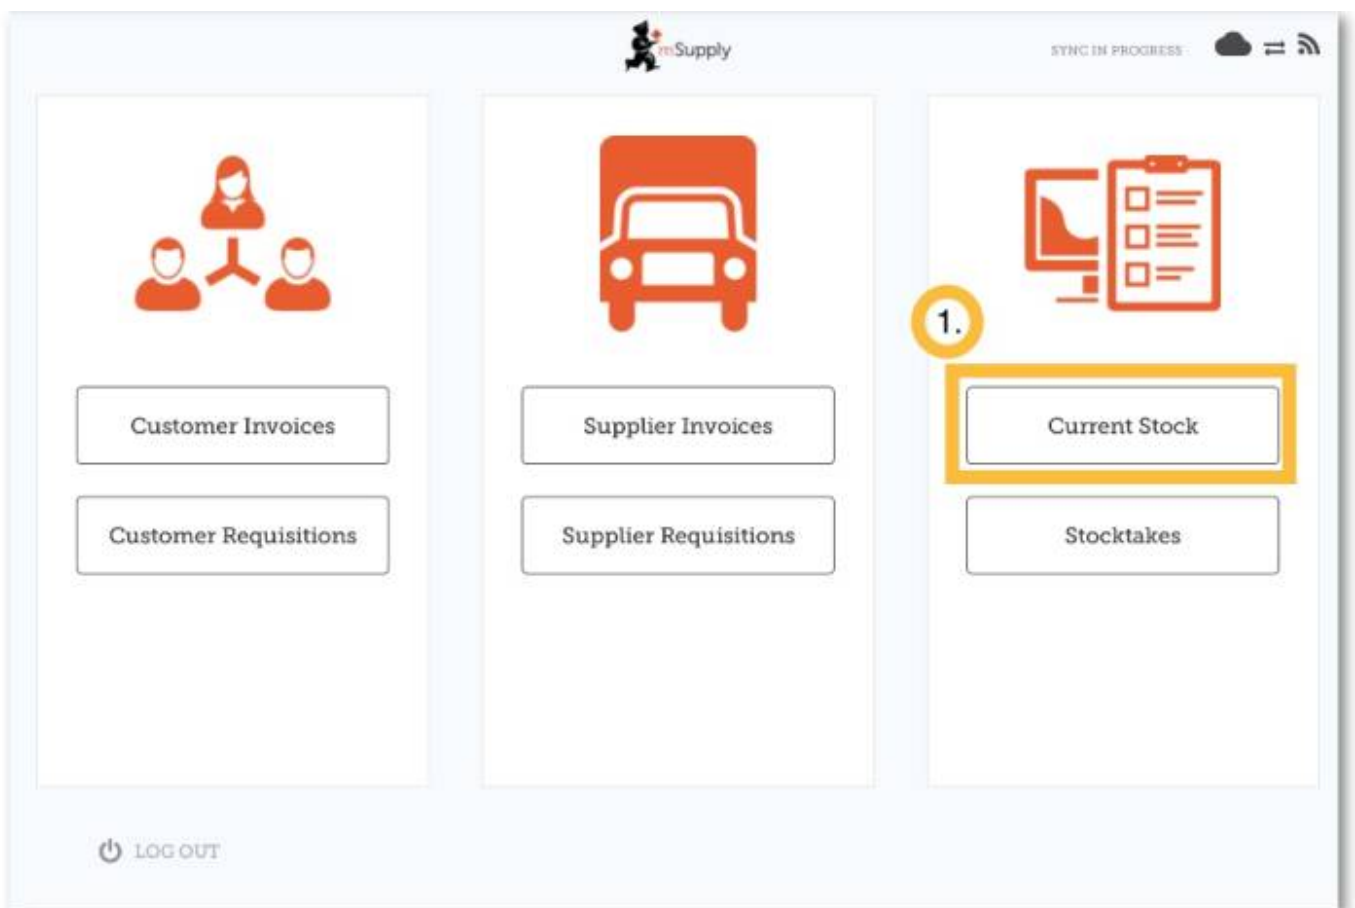 mSupply
SYNC IN PROGRESS
1.
Customer Invoices
Supplier Invoices
Current Stock
Customer Requisitions
Supplier Requisitions
Stocktakes
LOG OUT